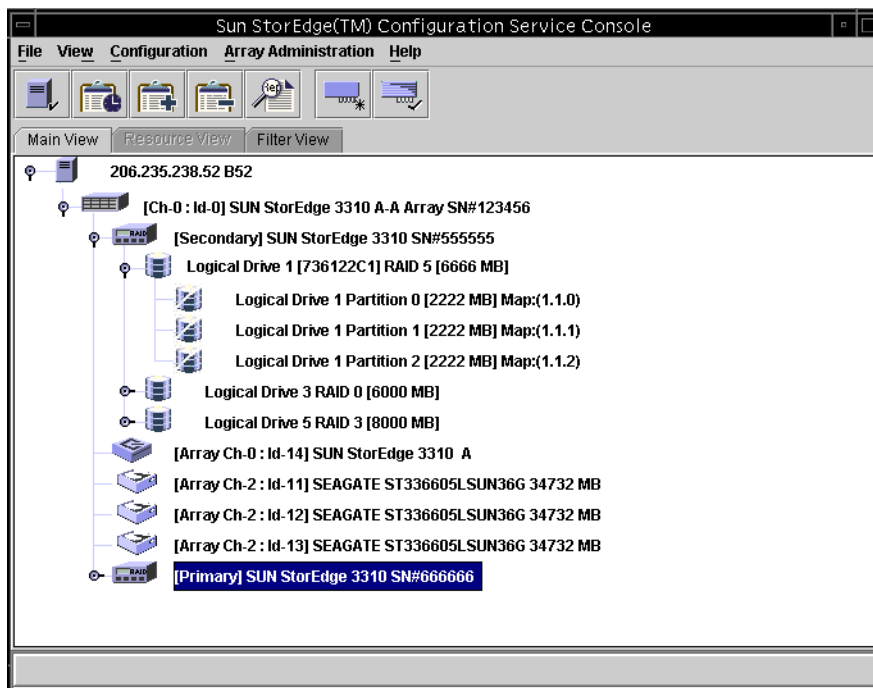 Sun StorEdge(TM) Configuration Service Console
File View Configuration Array Administration Help
Rep
Main View Resource View Filter View
206.235.238.52 B52
[Ch-0 : Id-0] SUN StorEdge 3310 A-A Array SN#123456
RAID [Secondary] SUN StorEdge 3310 SN#555555
Logical Drive 1 [736122C1] RAID 5 [6666 MB]
Logical Drive 1 Partition 0 [2222 MB] Map:(1.1.0)
Logical Drive 1 Partition 1 [2222 MB] Map:(1.1.1)
Logical Drive 1 Partition 2 [2222 MB] Map:(1.1.2)
Logical Drive 3 RAID 0 [6000 MB]
Logical Drive 5 RAID 3 [8000 MB]
[Array Ch-0 : Id-14] SUN StorEdge 3310 A
[Array Ch-2 : Id-11] SEAGATE ST336605LSUN36G 34732 MB
[Array Ch-2 : Id-12] SEAGATE ST336605LSUN36G 34732 MB
[Array Ch-2 : Id-13] SEAGATE ST336605LSUN36G 34732 MB
RAID [Primary] SUN StorEdge 3310 SN#666666